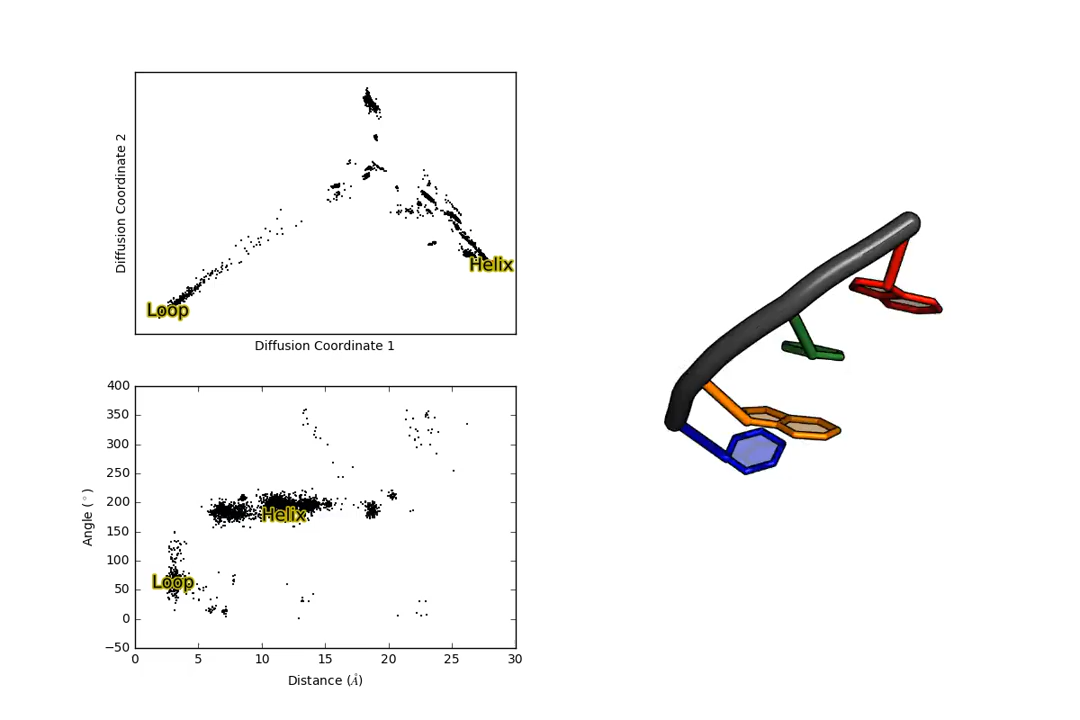 Diffusion Coordinate 2
Loop
Helix
Diffusion Coordinate 1
400
350
300
250
200
150
100
50
0
−50
Angle (°)
Helix
Loop
0 5 10 15 20 25 30
Distance (Å)